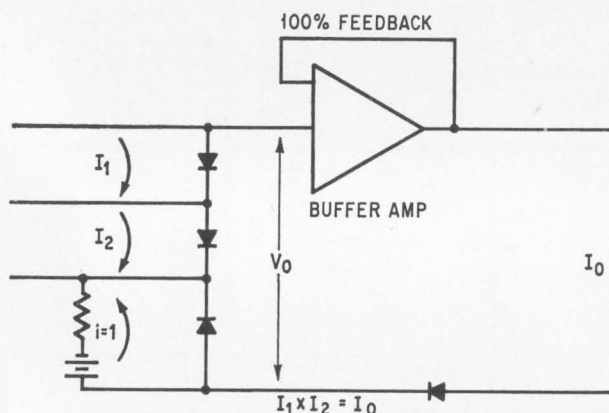 100% FEEDBACK
I₁
BUFFER AMP
I₂
V₀
I₀
i=1
I₁ x I₂ = I₀